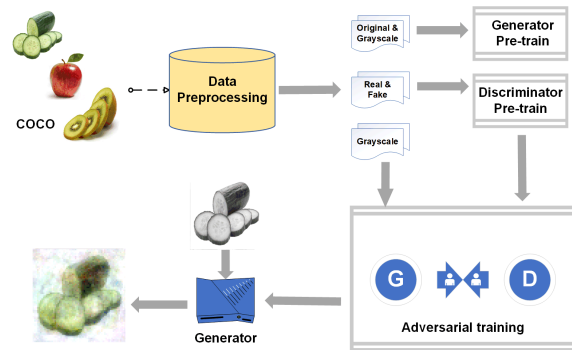 COCO
Data
Preprocessing
Original &
Grayscale
Real &
Fake
Grayscale
Generator
Pre-train
Discriminator
Pre-train
G
D
Adversarial training
Generator